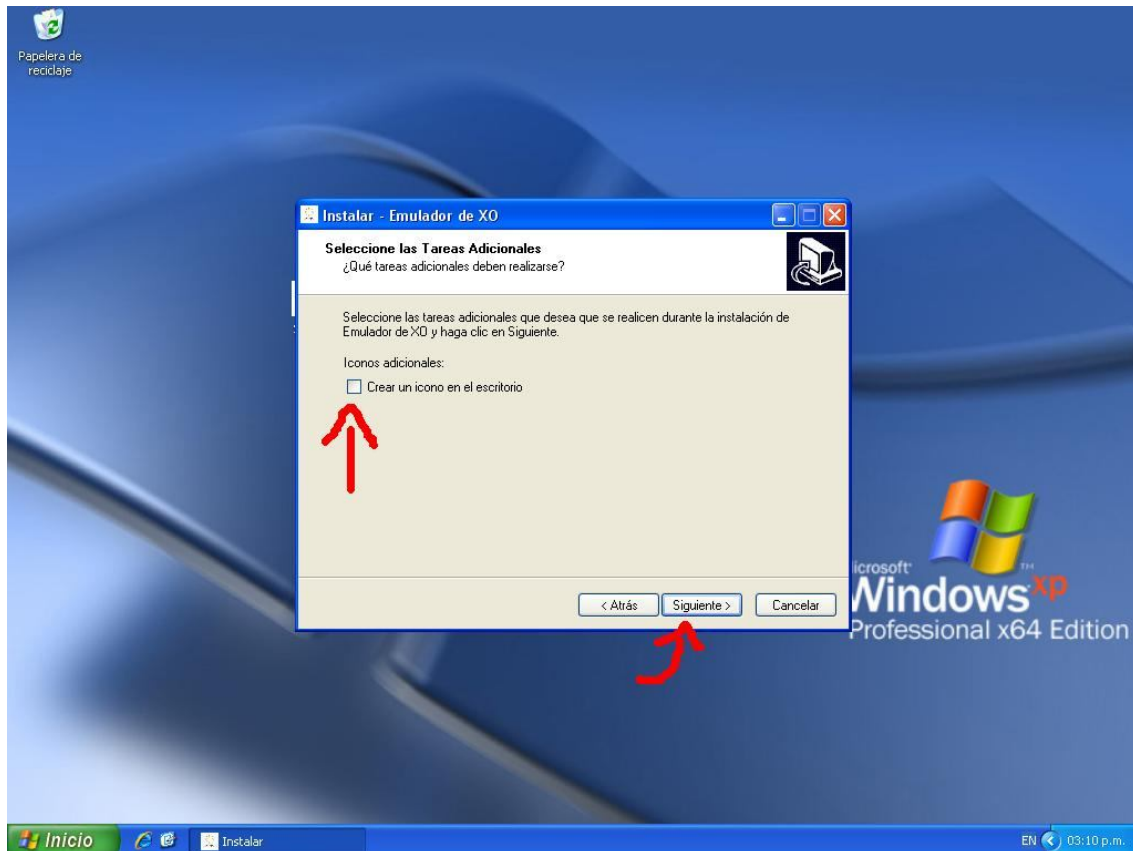 Papelera de
reciclaje
Instalar - Emulador de XO
Seleccione las Tareas Adicionales
¿Qué tareas adicionales deben realizarse?
Seleccione las tareas adicionales que desea que se realicen durante la instalación de
Emulador de XO y haga clic en Siguiente.
Iconos adicionales:
Crear un icono en el escritorio
< Atrás
Siguiente >
Cancelar
icrosoft
Windows xp
TM
Professional x64 Edition
Inicio
Instalar
EN
03:10 p.m.